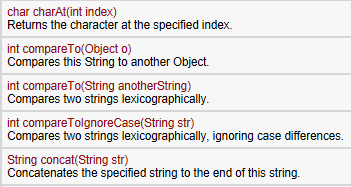 char charAt(int index)
Returns the character at the specified index.
int compareTo(Object o)
Compares this String to another Object.
int compareTo(String anotherString)
Compares two strings lexicographically.
int compareToIgnoreCase(String str)
Compares two strings lexicographically, ignoring case differences.
String concat(String str)
Concatenates the specified string to the end of this string.